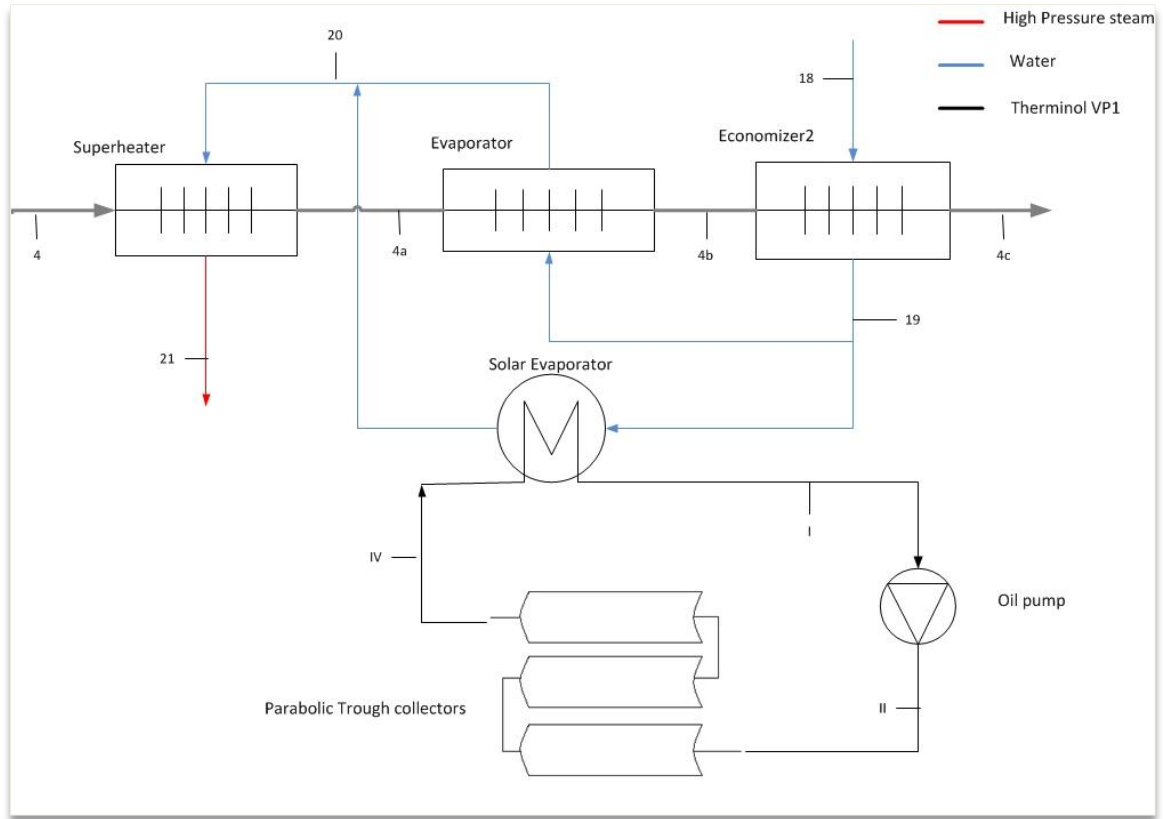 High Pressure steam
20
Water
18
Therminol VP1
Economizer2
Evaporator
Superheater
4
4a
4b
4c
19
21
Solar Evaporator
I
IV
Oil pump
Parabolic Trough collectors
II